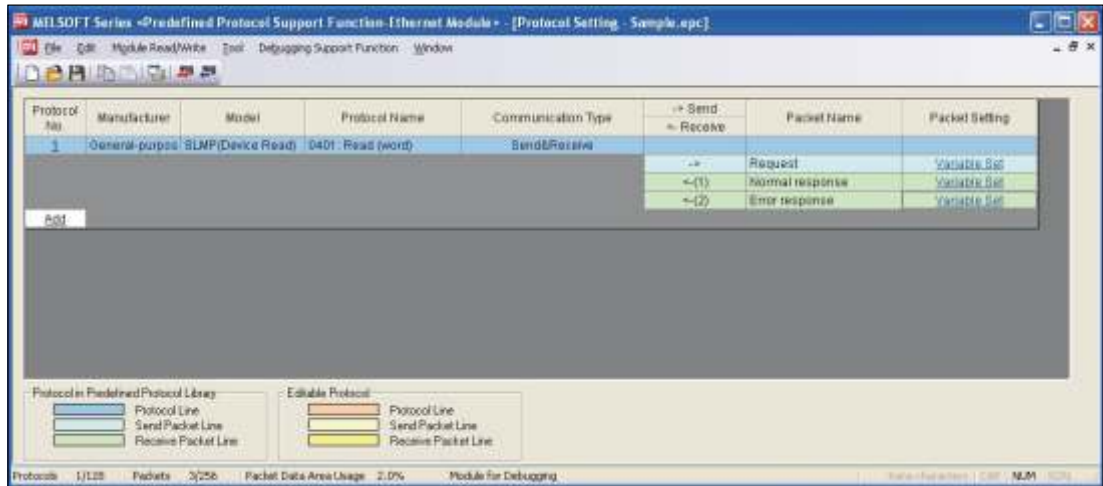 MELSOFT Series <Predefined Protocol Support Function-Ethernet Module> - [Protocol Setting - Sample.epc]
File Edit Module Read/Write Tool Debugging Support Function Window
Protocol No. Manufacturer Model Protocol Name Communication Type -> Send <- Receive Packet Name Packet Setting
1 General-purpos SLMP(Device Read) 0401: Read (word) Send&Receive
-> Request Variable Set
<-(1) Normal response Variable Set
<-(2) Error response Variable Set
Add
Protocol in Predefined Protocol Library
Protocol Line
Send Packet Line
Receive Packet Line
Editable Protocol
Protocol Line
Send Packet Line
Receive Packet Line
Protocols 1/128 Packets 3/256 Packet Data Area Usage 2.0% Module for Debugging CAP NUM